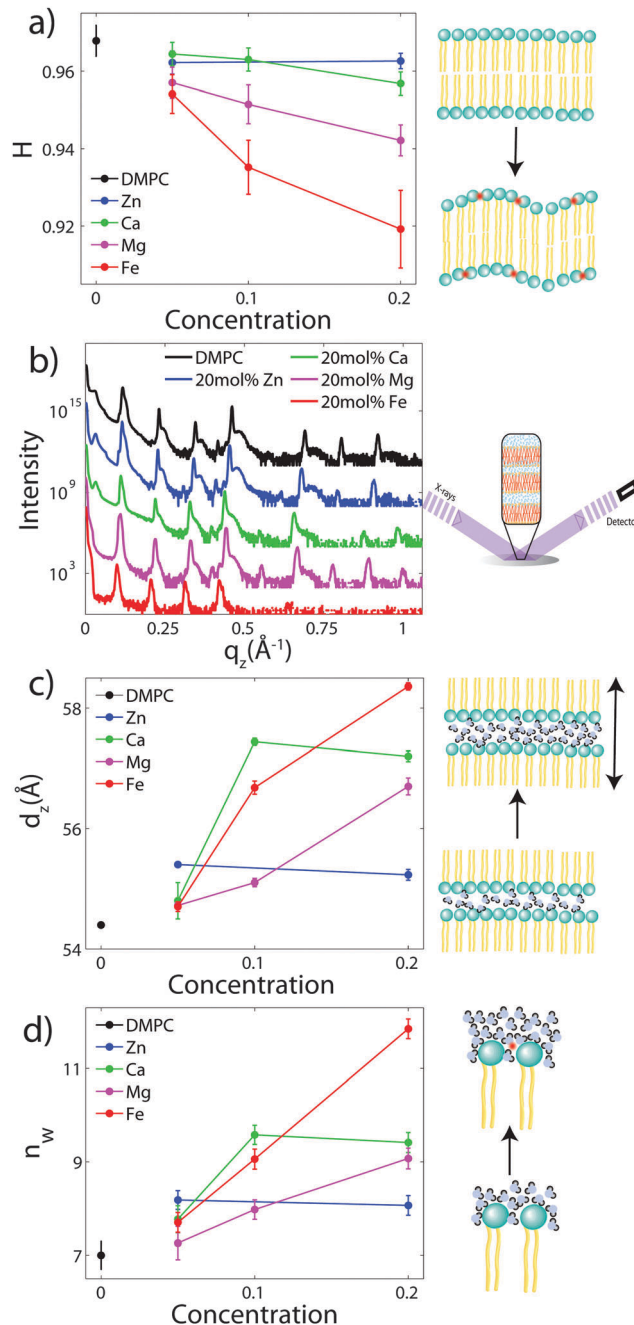 a)
H
0.96
0.94
0.92
DMPC
Zn
Ca
Mg
Fe
0
0.1
0.2
Concentration
b)
Intensity
DMPC
20mol% Ca
20mol% Zn
20mol% Mg
20mol% Fe
10^15
10^9
10^3
0
0.25
0.5
0.75
1
q_z(Å^-1)
X-rays
Detecto
c)
d_z(Å)
58
56
54
DMPC
Zn
Ca
Mg
Fe
0
0.1
0.2
Concentration
d)
n_w
11
9
7
DMPC
Zn
Ca
Mg
Fe
0
0.1
0.2
Concentration